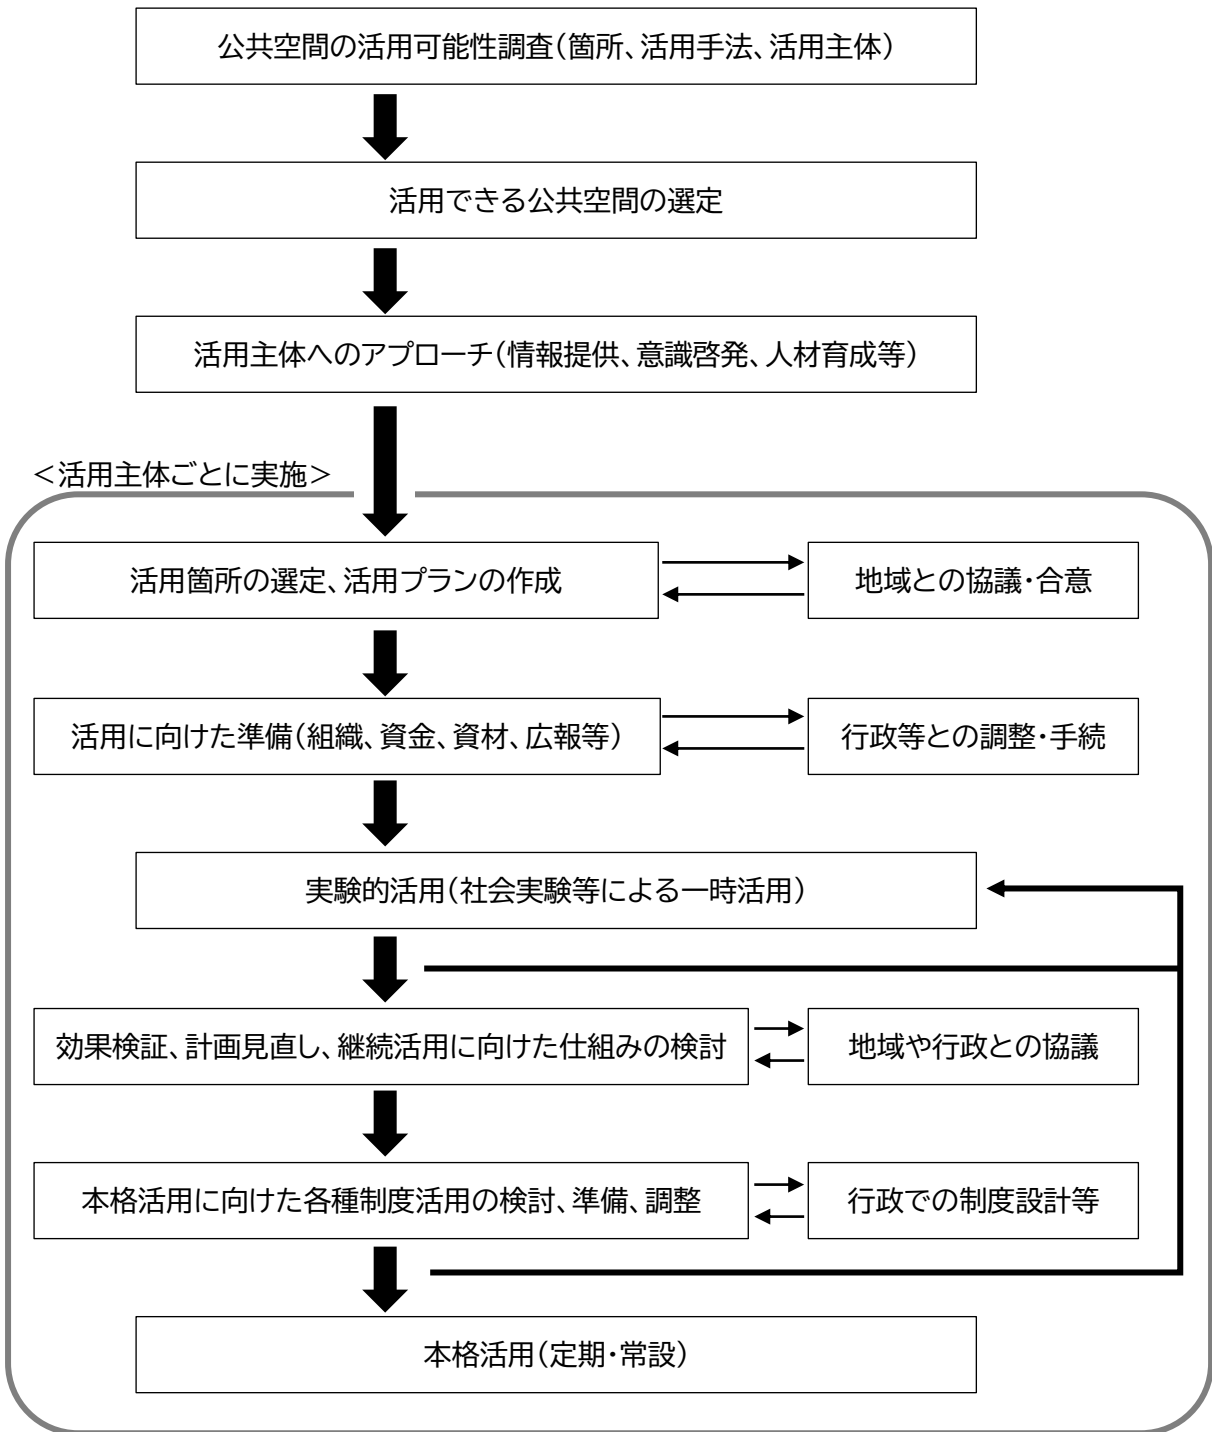 公共空間の活用可能性調査(箇所、活用手法、活用主体)
活用できる公共空間の選定
活用主体へのアプローチ(情報提供、意識啓発、人材育成等)
＜活用主体ごとに実施＞
活用箇所の選定、活用プランの作成
地域との協議・合意
活用に向けた準備(組織、資金、資材、広報等)
行政等との調整・手続
実験的活用(社会実験等による一時活用)
効果検証、計画見直し、継続活用に向けた仕組みの検討
地域や行政との協議
本格活用に向けた各種制度活用の検討、準備、調整
行政での制度設計等
本格活用(定期・常設)